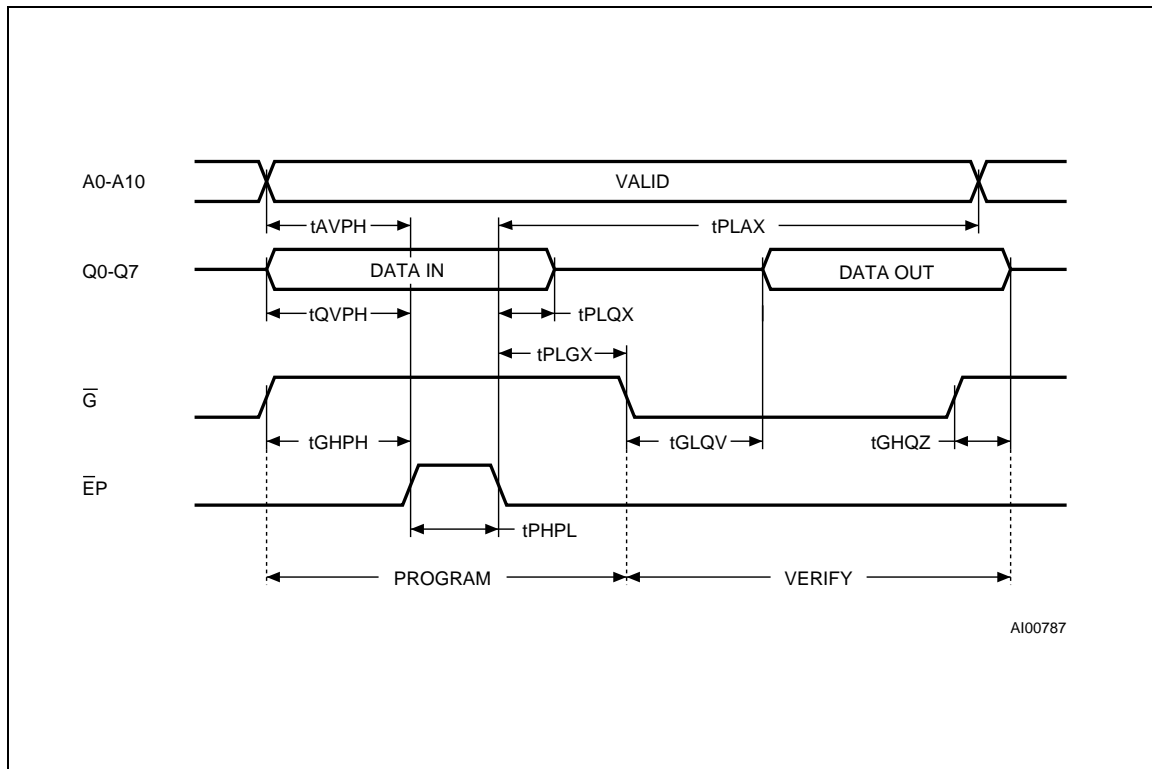 A0-A10
VALID
tAVPH
tPLAX
Q0-Q7
DATA IN
DATA OUT
tQVPH
tPLQX
tPLGX
G̅
tGHPH
tGLQV
tGHQZ
E̅P
tPHPL
PROGRAM
VERIFY
AI00787